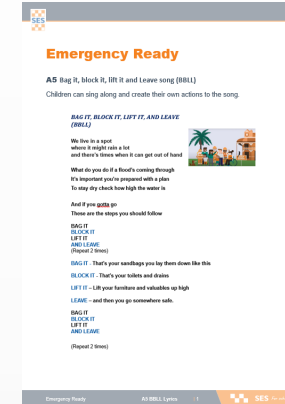 SES
Emergency Ready
A5 Bag it, block it, lift it and Leave song (BBLL)
Children can sing along and create their own actions to the song.
BAG IT, BLOCK IT, LIFT IT, AND LEAVE
(BBLL)
We live in a spot
where it might rain a lot
and there's times when it can get out of hand
What do you do if a flood's coming through
It's important you're prepared with a plan
To stay dry check how high the water is
And if you gotta go
These are the steps you should follow
BAG IT
BLOCK IT
LIFT IT
AND LEAVE
(Repeat 2 times)
BAG IT - That's your sandbags you lay them down like this
BLOCK IT - That's your toilets and drains
LIFT IT – Lift your furniture and valuables up high
LEAVE – and then you go somewhere safe.
BAG IT
BLOCK IT
LIFT IT
AND LEAVE
(Repeat 2 times)
Emergency Ready
A5 BBLL Lyrics
1
SES